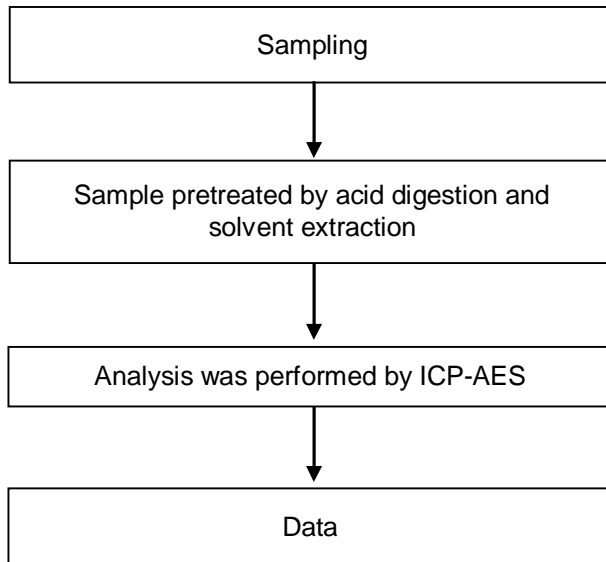 Sampling
Sample pretreated by acid digestion and
solvent extraction
Analysis was performed by ICP-AES
Data